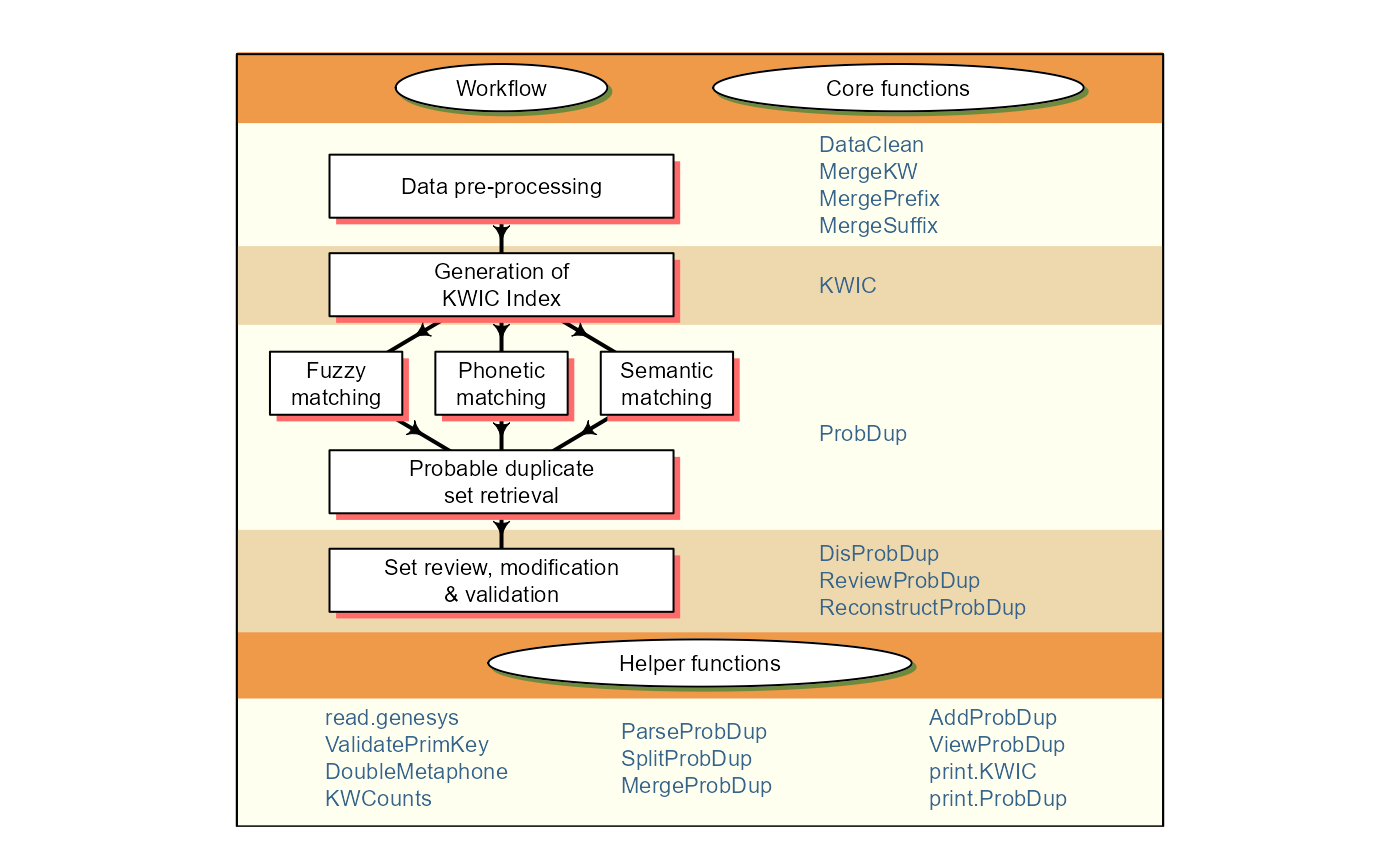 Workflow
Core functions
Data pre-processing
DataClean
MergeKW
MergePrefix
MergeSuffix
Generation of
KWIC Index
KWIC
Fuzzy
matching
Phonetic
matching
Semantic
matching
Probable duplicate
set retrieval
ProbDup
Set review, modification
& validation
DisProbDup
ReviewProbDup
ReconstructProbDup
Helper functions
read.genesys
ValidatePrimKey
DoubleMetaphone
KWCounts
ParseProbDup
SplitProbDup
MergeProbDup
AddProbDup
ViewProbDup
print.KWIC
print.ProbDup